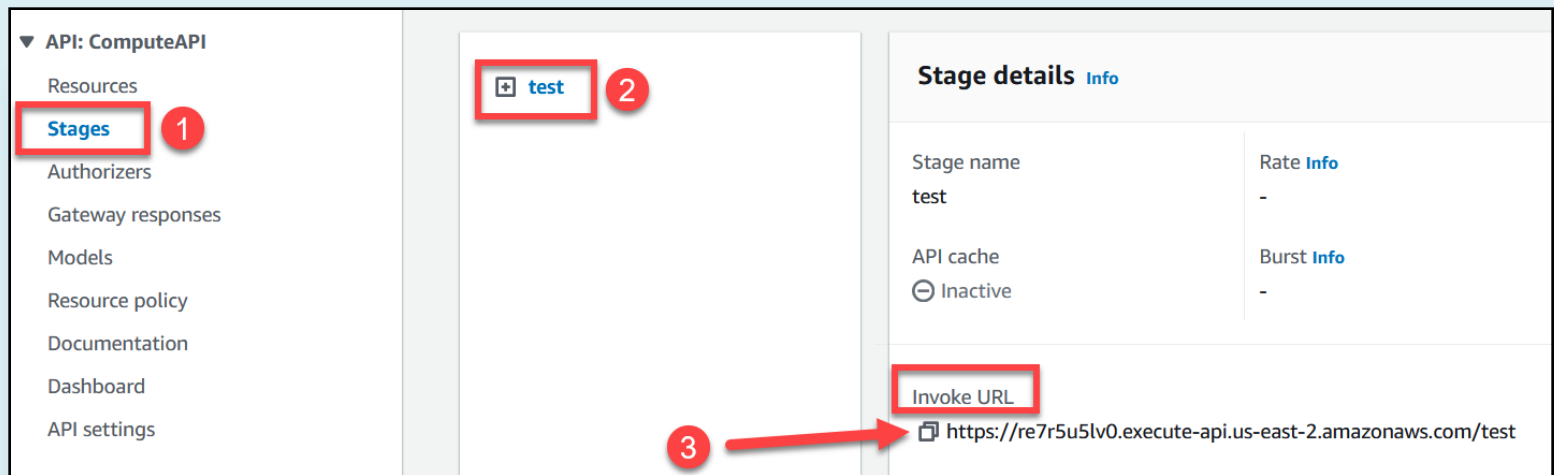 API: ComputeAPI
Resources
Stages
1
Authorizers
Gateway responses
Models
Resource policy
Documentation
Dashboard
API settings
test
2
Stage details Info
Stage name
test
Rate Info
-
API cache
Inactive
Burst Info
-
Invoke URL
3
https://re7r5u5lv0.execute-api.us-east-2.amazonaws.com/test